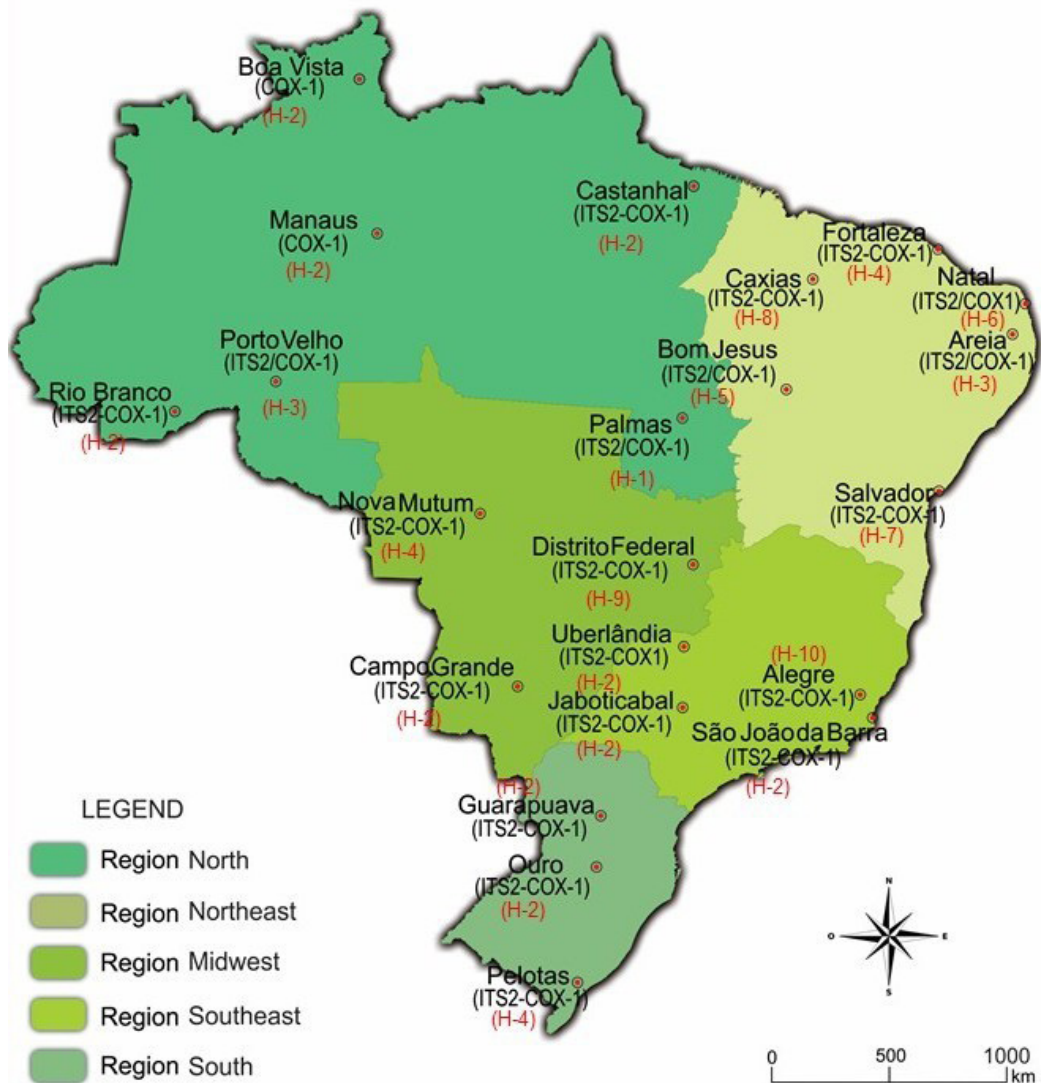 Boa Vista
(COX-1)
(H-2)
Castanhal
(ITS2-COX-1)
(H-2)
Manaus
(COX-1)
(H-2)
Fortaleza
(ITS2-COX-1)
(H-4)
Caxias
(ITS2-COX-1)
(H-8)
Natal
(ITS2/COX1)
(H-6)
Areia
(ITS2/COX-1)
(H-3)
Porto Velho
(ITS2/COX-1)
(H-3)
Bom Jesus
(ITS2/COX-1)
(H-5)
Rio Branco
(ITS2-COX-1)
(H-2)
Palmas
(ITS2/COX-1)
(H-1)
Nova Mutum
(ITS2-COX-1)
(H-4)
Salvador
(ITS2-COX-1)
(H-7)
Distrito Federal
(ITS2-COX-1)
(H-9)
Uberlândia
(ITS2-COX1)
(H-2)
(H-10)
Alegre
(ITS2-COX-1)
Campo Grande
(ITS2-COX-1)
(H-2)
Jaboticabal
(ITS2-COX-1)
(H-2)
São João da Barra
(ITS2-COX-1)
(H-2)
(H-2)
Guarapuava
(ITS2-COX-1)
Ouro
(ITS2-COX-1)
(H-2)
Pelotas
(ITS2-COX-1)
(H-4)
LEGEND
Region North
Region Northeast
Region Midwest
Region Southeast
Region South
N
O E
S
0 500 1000
km